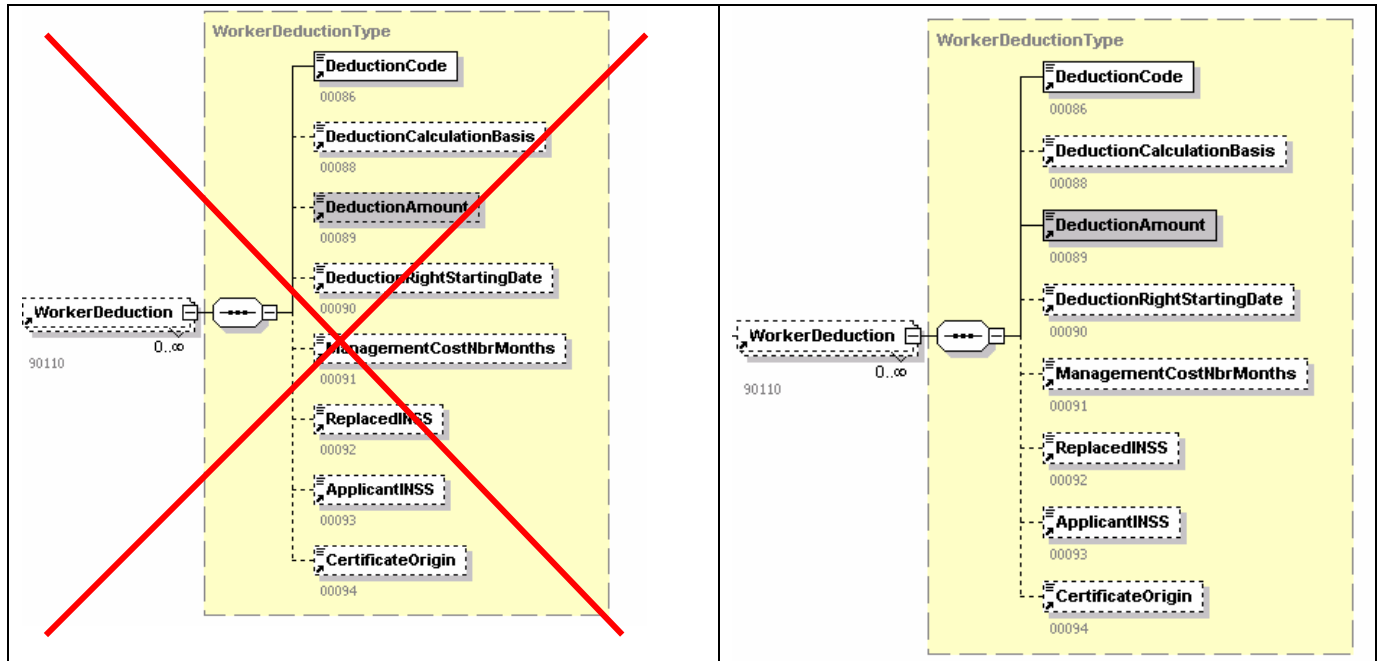 WorkerDeductionType
DeductionCode
00086
DeductionCalculationBasis
00088
DeductionAmount
00089
DeductionRightStartingDate
00090
WorkerDeduction
0..∞
90110
ManagementCostNbrMonths
00091
ReplacedINSS
00092
ApplicantINSS
00093
CertificateOrigin
00094
WorkerDeductionType
DeductionCode
00086
DeductionCalculationBasis
00088
DeductionAmount
00089
DeductionRightStartingDate
00090
WorkerDeduction
0..∞
90110
ManagementCostNbrMonths
00091
ReplacedINSS
00092
ApplicantINSS
00093
CertificateOrigin
00094